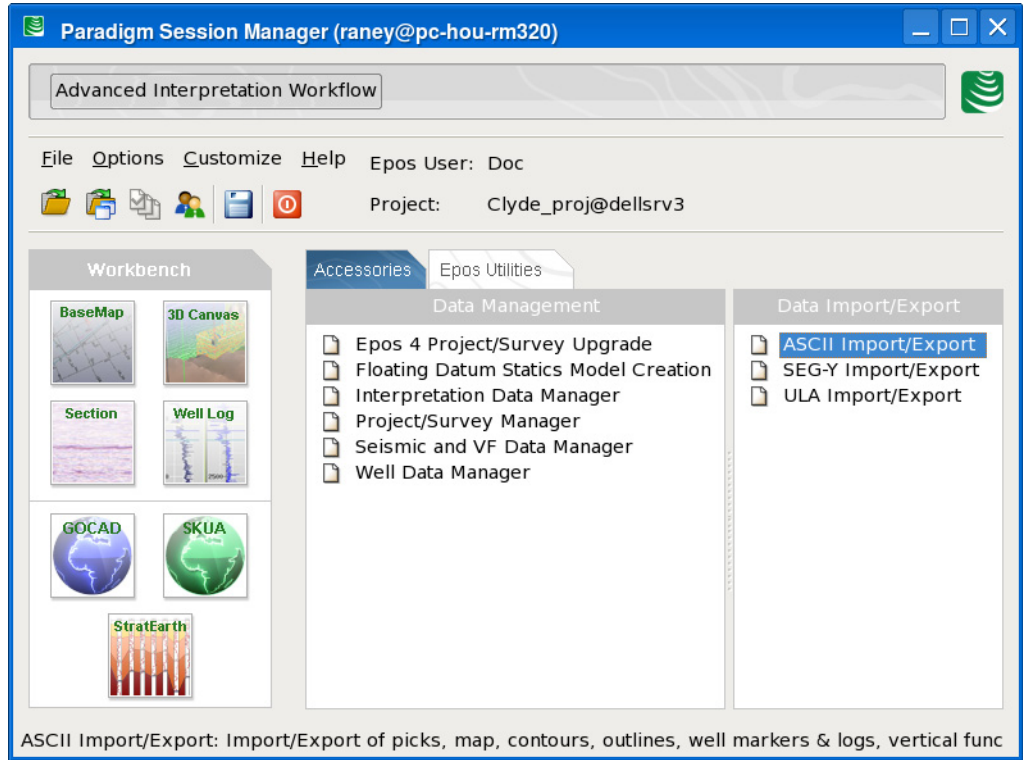 Paradigm Session Manager (raney@pc-hou-rm320)
Advanced Interpretation Workflow
File Options Customize Help
Epos User: Doc
Project: Clyde_proj@dellsrv3
Workbench
BaseMap
3D Canvas
Section
Well Log
0 2500
GOCAD
SKUA
StratEarth
Accessories
Epos Utilities
Data Management
Epos 4 Project/Survey Upgrade
Floating Datum Statics Model Creation
Interpretation Data Manager
Project/Survey Manager
Seismic and VF Data Manager
Well Data Manager
Data Import/Export
ASCII Import/Export
SEG-Y Import/Export
ULA Import/Export
ASCII Import/Export: Import/Export of picks, map, contours, outlines, well markers & logs, vertical func